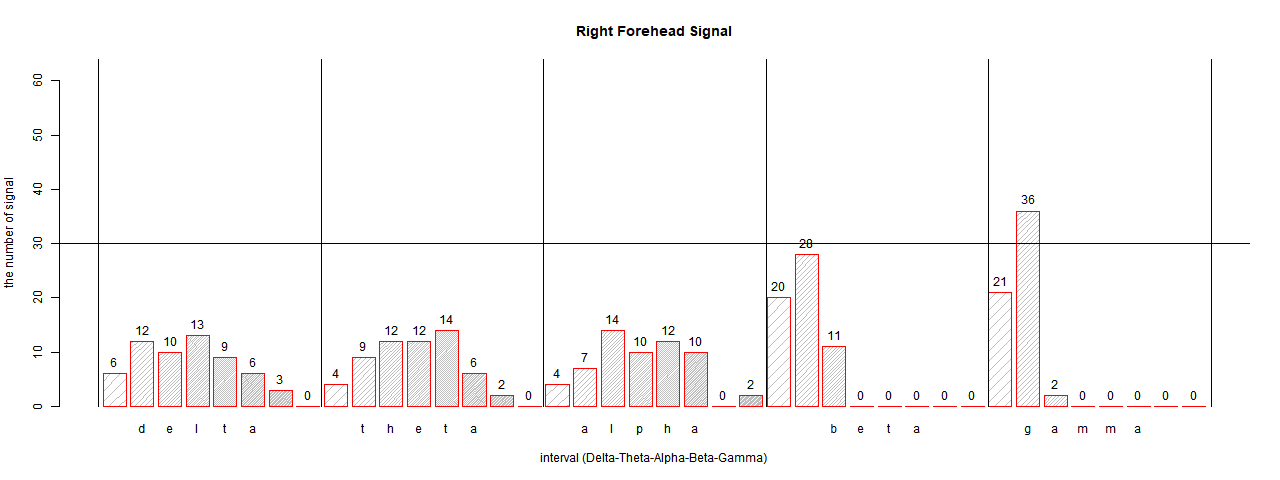 Right Forehead Signal
the number of signal
60
50
40
30
20
10
0
6 12 10 13 9 6 3 0 4 9 12 12 14 6 2 0 4 7 14 10 12 10 0 2 20 28 11 0 0 0 0 0 21 36 2 0 0 0 0 0
d e l t a t h e t a a l p h a b e t a g a m m a
interval (Delta-Theta-Alpha-Beta-Gamma)